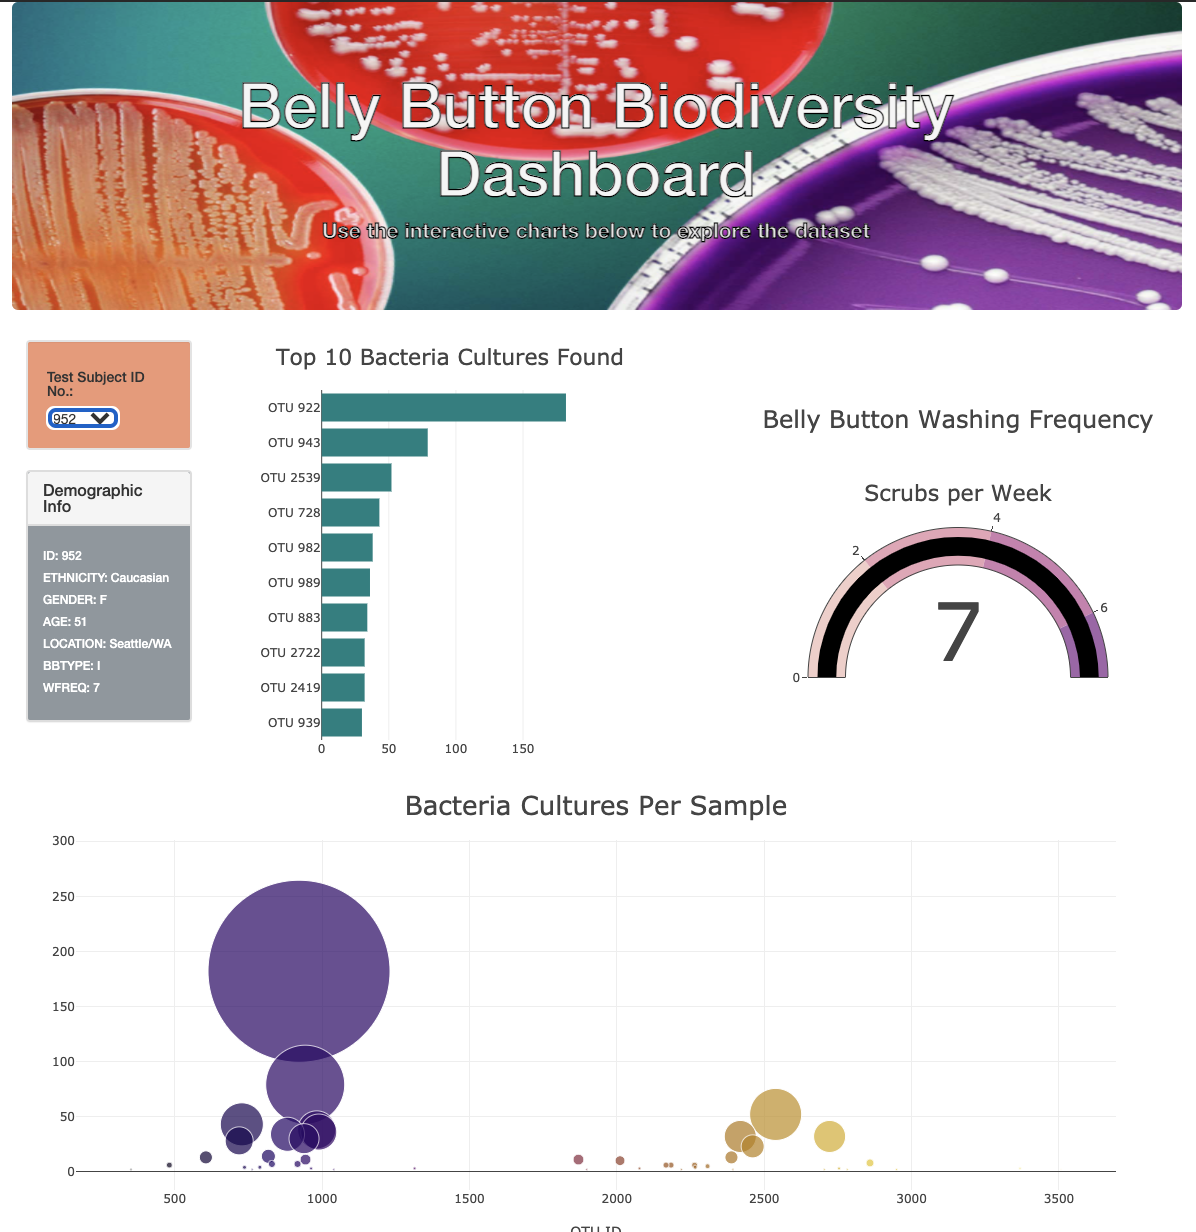 Belly Button Biodiversity
Dashboard
Use the interactive charts below to explore the dataset
Test Subject ID
No.:
952
Demographic
Info
ID: 952
ETHNICITY: Caucasian
GENDER: F
AGE: 51
LOCATION: Seattle/WA
BBTYPE: I
WFREQ: 7
Top 10 Bacteria Cultures Found
OTU 922
OTU 943
OTU 2539
OTU 728
OTU 982
OTU 989
OTU 883
OTU 2722
OTU 2419
OTU 939
0 50 100 150
Belly Button Washing Frequency
Scrubs per Week
0
2
4
6
7
Bacteria Cultures Per Sample
300
250
200
150
100
50
0
500 1000 1500 2000 2500 3000 3500
OTU ID